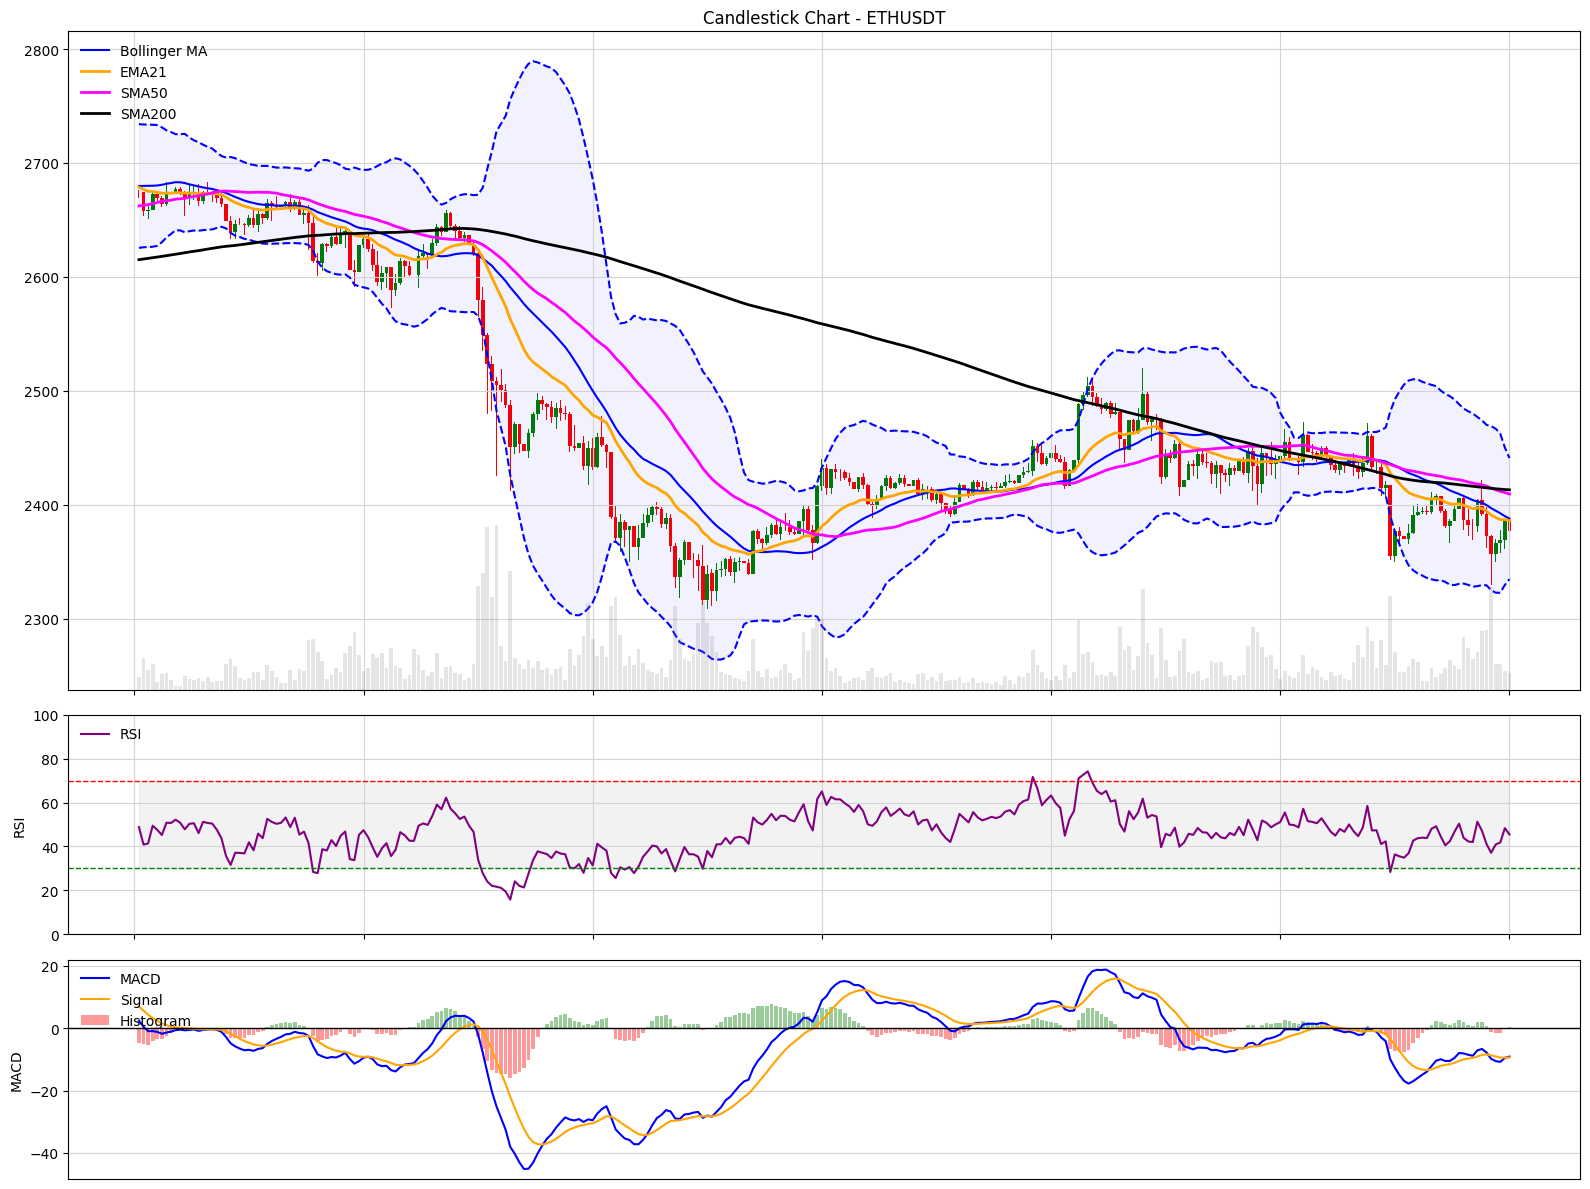 Candlestick Chart - ETHUSDT
2800
2700
2600
2500
2400
2300
Bollinger MA
EMA21
SMA50
SMA200
100
80
60
40
20
0
RSI
RSI
20
0
−20
−40
MACD
MACD
Signal
Histogram